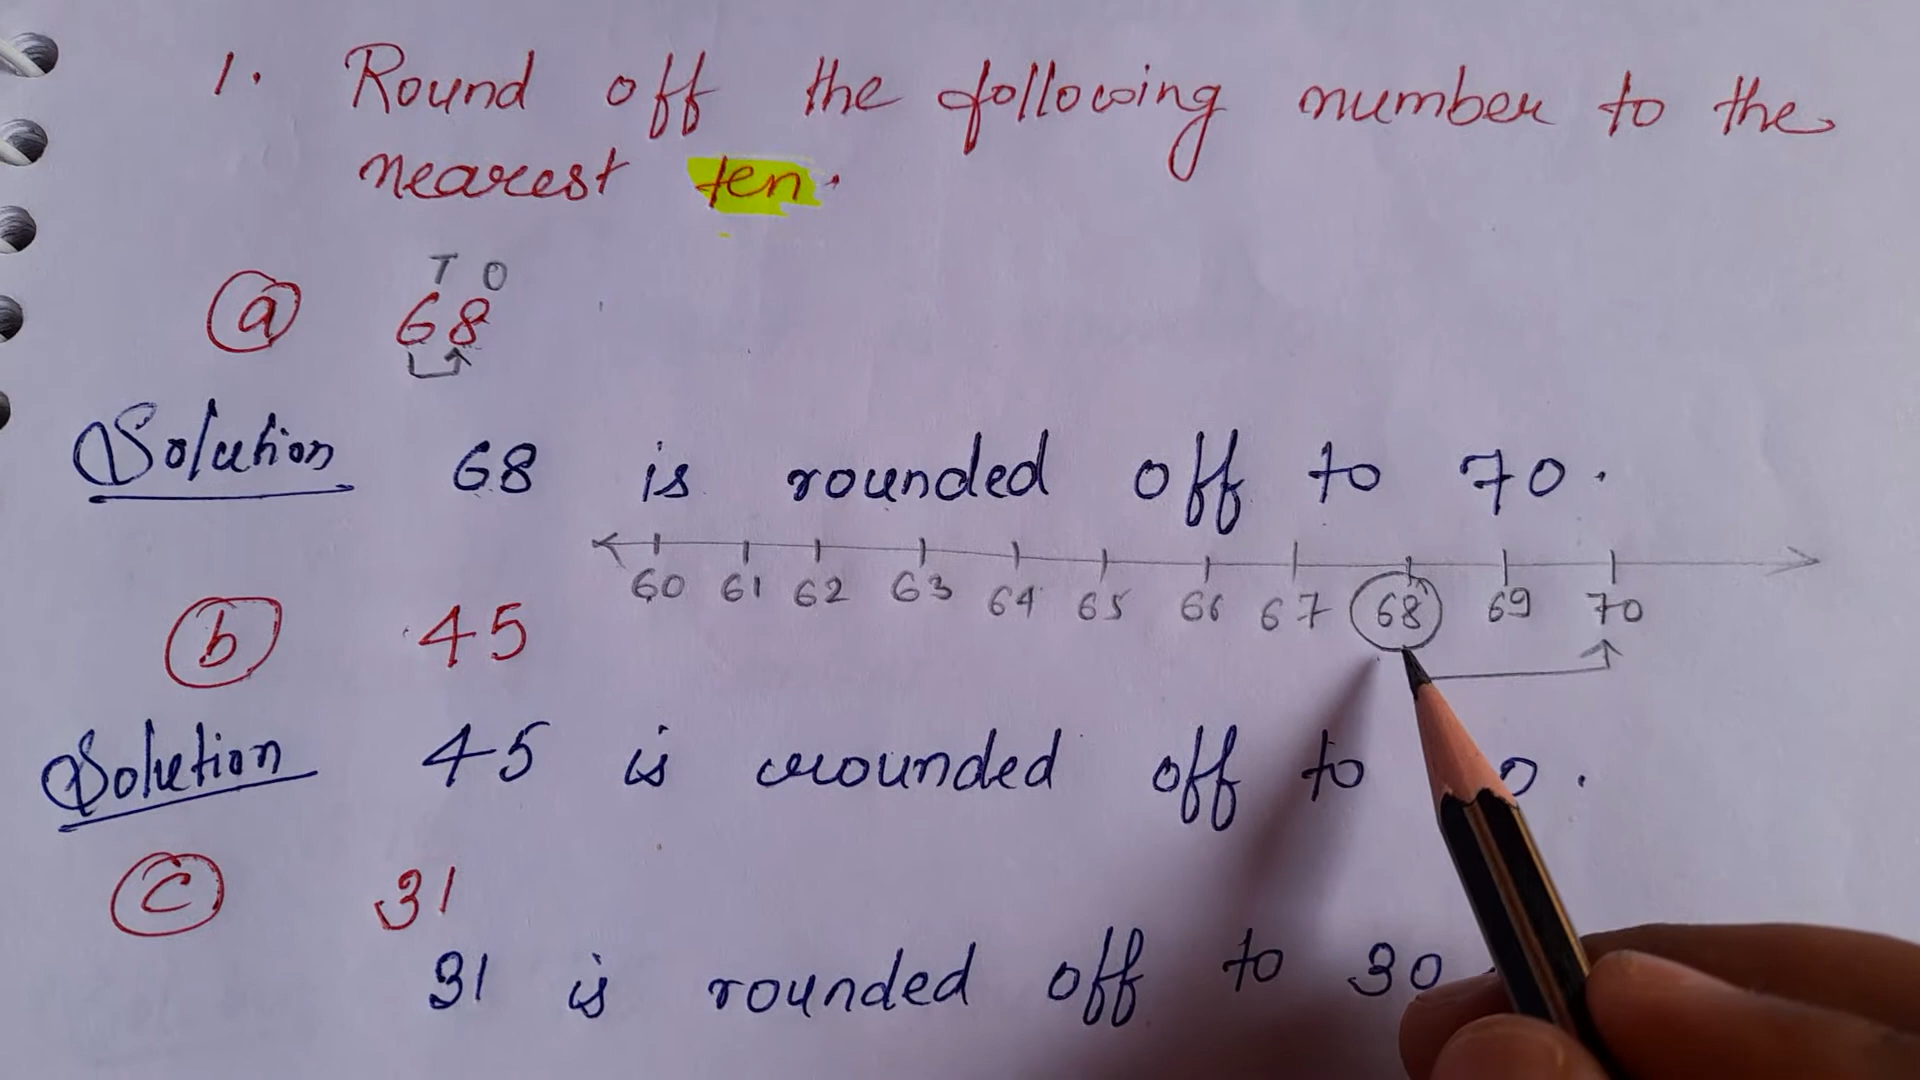 1. Round off the following number to the
nearest ten.
T O
a 68
Solution 68 is rounded off to 70.
60 61 62 63 64 65 66 67 68 69 70
b 45
Solution 45 is rounded off to 0.
c 31
31 is rounded off to 30